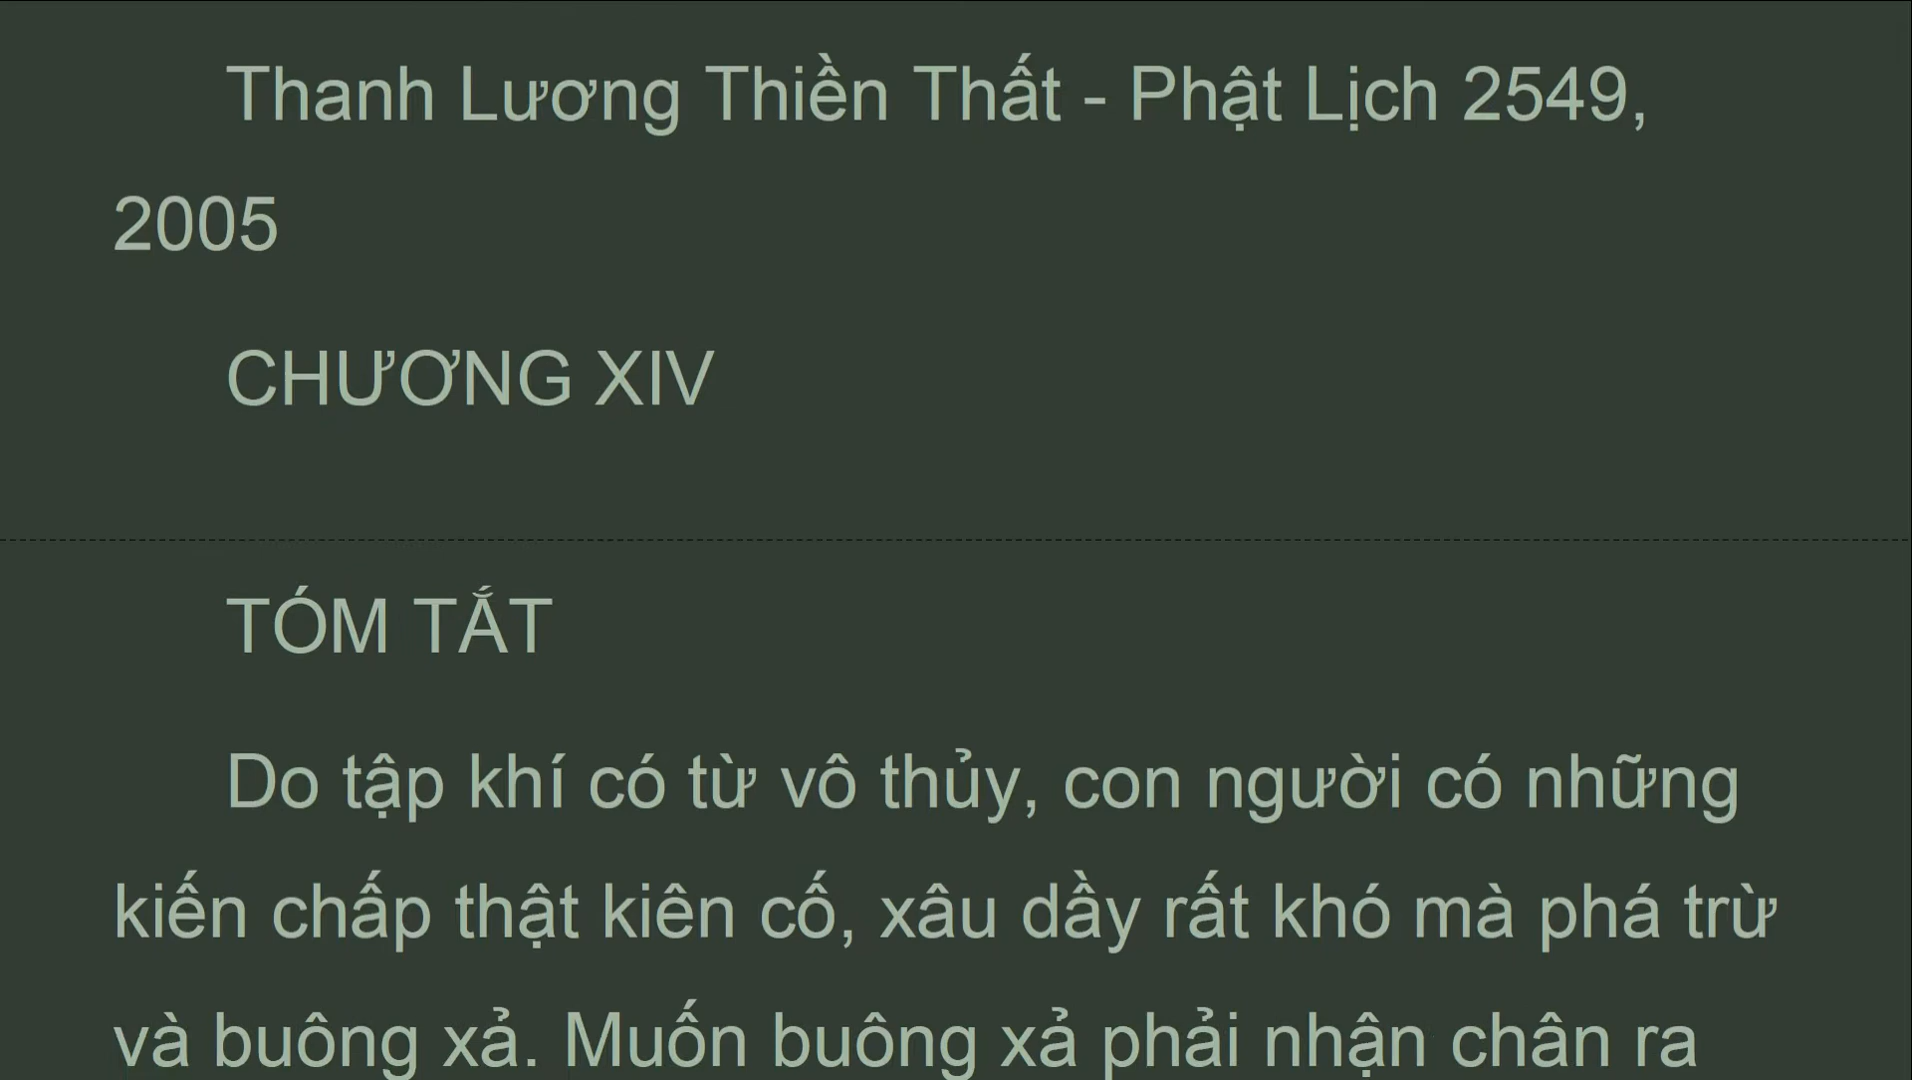 Thanh Lương Thiền Thất - Phật Lịch 2549,
2005
CHƯƠNG XIV
TÓM TẮT
Do tập khí có từ vô thủy, con người có những
kiến chấp thật kiên cố, xâu dầy rất khó mà phá trừ
và buông xả. Muốn buông xả phải nhận chân ra